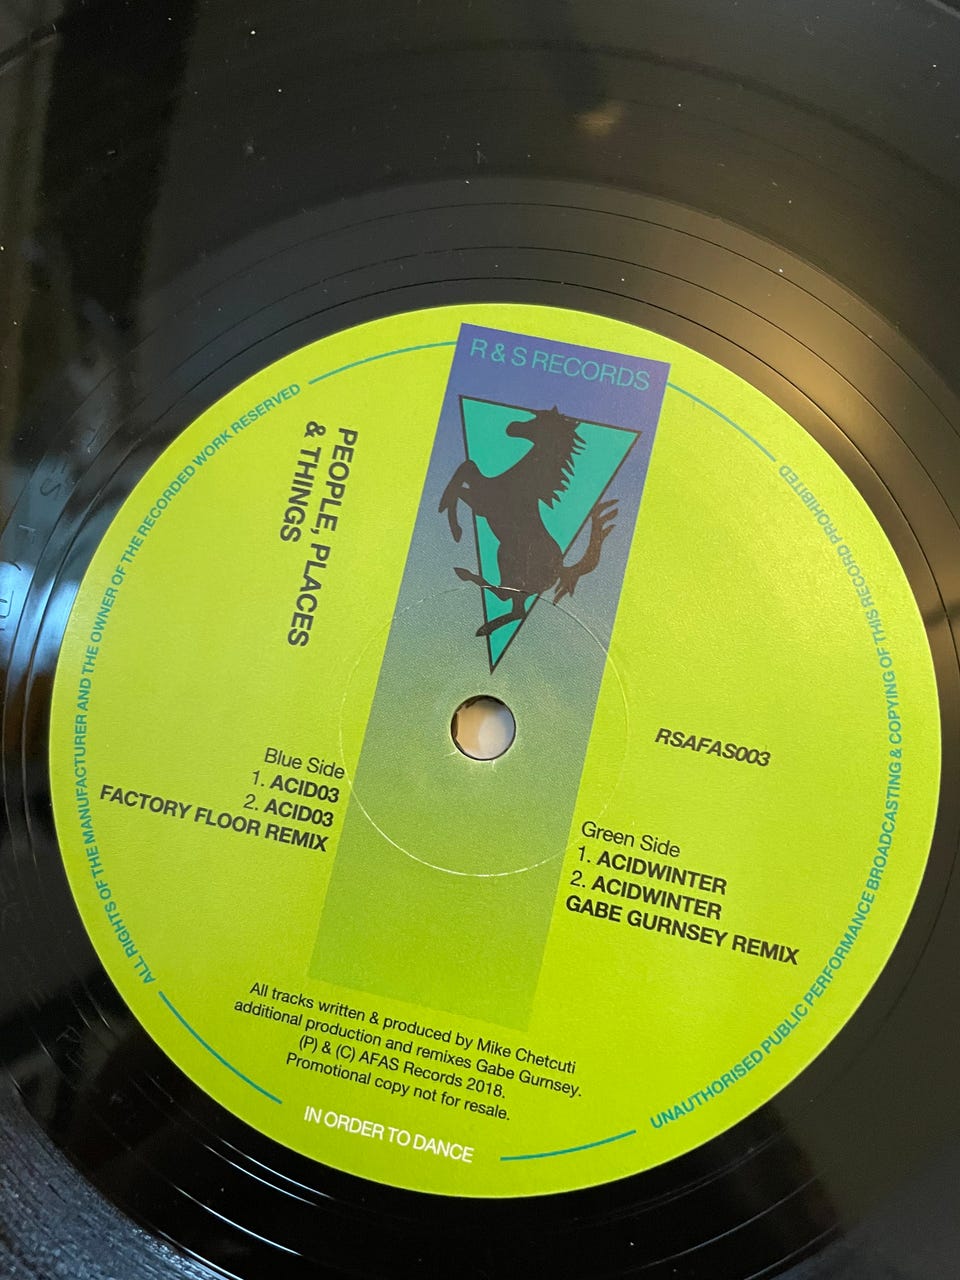 R & S RECORDS
PEOPLE, PLACES
& THINGS
RSAFAS003
Blue Side
1. ACID03
2. ACID03
FACTORY FLOOR REMIX
Green Side
1. ACIDWINTER
2. ACIDWINTER
GABE GURNSEY REMIX
All tracks written & produced by Mike Chetcuti
additional production and remixes Gabe Gurnsey.
(P) & (C) AFAS Records 2018.
Promotional copy not for resale.
IN ORDER TO DANCE
ALL RIGHTS OF THE MANUFACTURER AND THE OWNER OF THE RECORDED WORK RESERVED
UNAUTHORISED PUBLIC PERFORMANCE BROADCASTING & COPYING OF THIS RECORD PROHIBITED